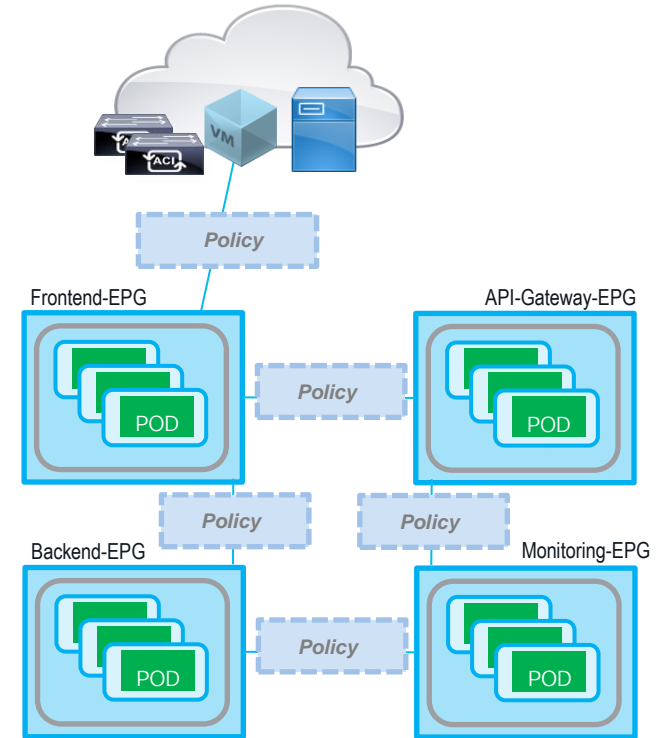 VM
ACI
Policy
Frontend-EPG
API-Gateway-EPG
POD
Policy
POD
Policy
Policy
Backend-EPG
Monitoring-EPG
POD
Policy
POD